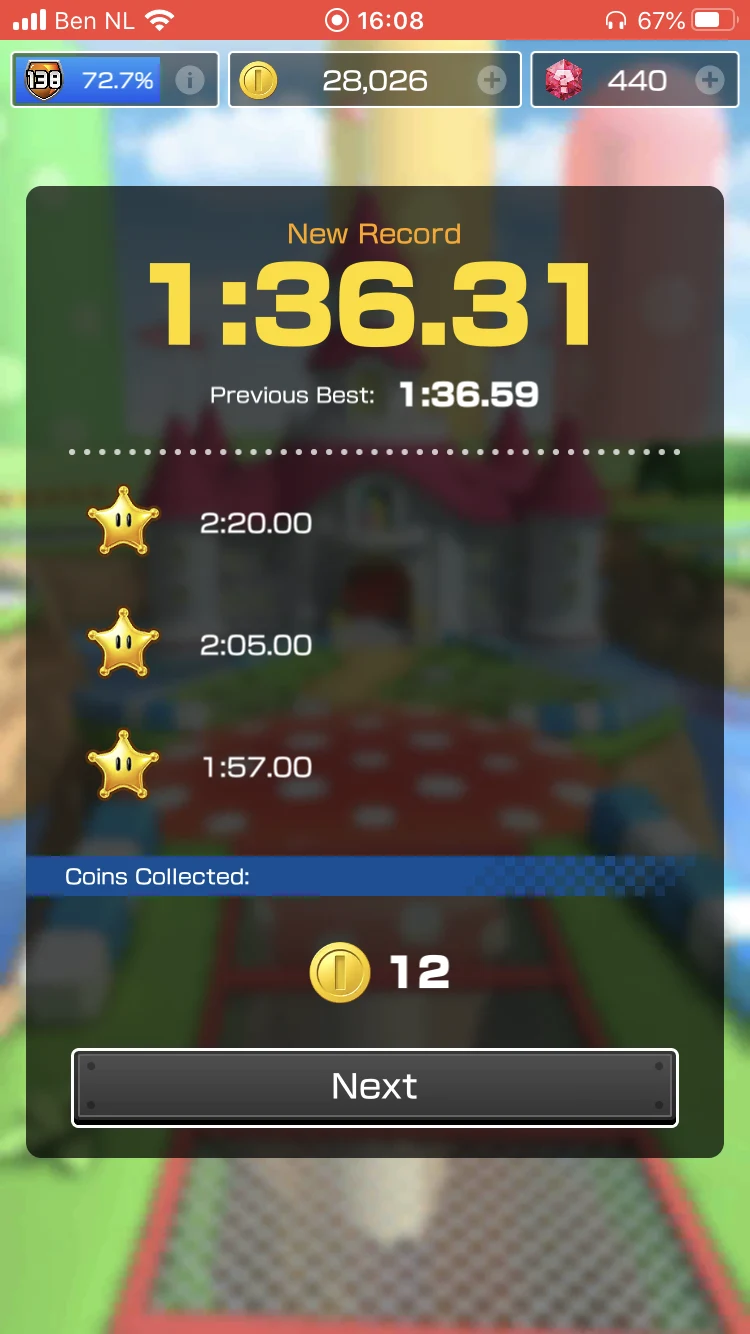 Ben NL 16:08 67%
138 72.7% i 28,026 + 440 +
New Record
1:36.31
Previous Best: 1:36.59
2:20.00
2:05.00
1:57.00
Coins Collected:
12
Next